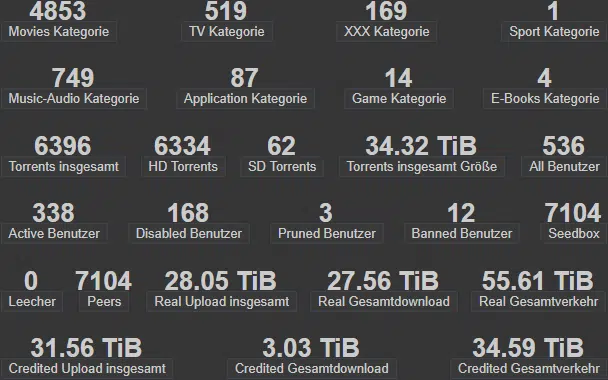 4853 519 169 1
Movies Kategorie TV Kategorie XXX Kategorie Sport Kategorie
749 87 14 4
Music-Audio Kategorie Application Kategorie Game Kategorie E-Books Kategorie
6396 6334 62 34.32 TiB 536
Torrents insgesamt HD Torrents SD Torrents Torrents insgesamt Größe All Benutzer
338 168 3 12 7104
Active Benutzer Disabled Benutzer Pruned Benutzer Banned Benutzer Seedbox
0 7104 28.05 TiB 27.56 TiB 55.61 TiB
Leecher Peers Real Upload insgesamt Real Gesamtdownload Real Gesamtverkehr
31.56 TiB 3.03 TiB 34.59 TiB
Credited Upload insgesamt Credited Gesamtdownload Credited Gesamtverkehr